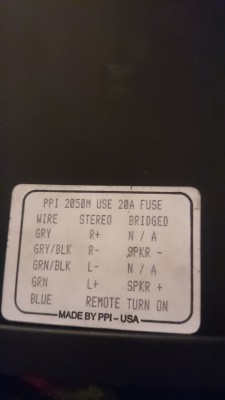 PPI 2050M USE 20A FUSE
WIRE STEREO BRIDGED
GRY R+ N / A
GRY/BLK R- SPKR -
GRN/BLK L- N / A
GRN L+ SPKR +
BLUE REMOTE TURN ON
MADE BY PPI - USA